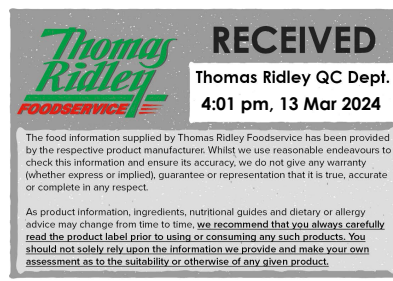 Thomas
Ridley
FOODSERVICE
RECEIVED
Thomas Ridley QC Dept.
4:01 pm, 13 Mar 2024
The food information supplied by Thomas Ridley Foodservice has been provided
by the respective product manufacturer. Whilst we use reasonable endeavours to
check this information and ensure its accuracy, we do not give any warranty
(whether express or implied), guarantee or representation that it is true, accurate
or complete in any respect.
As product information, ingredients, nutritional guides and dietary or allergy
advice may change from time to time, we recommend that you always carefully
read the product label prior to using or consuming any such products. You
should not solely rely upon the information we provide and make your own
assessment as to the suitability or otherwise of any given product.